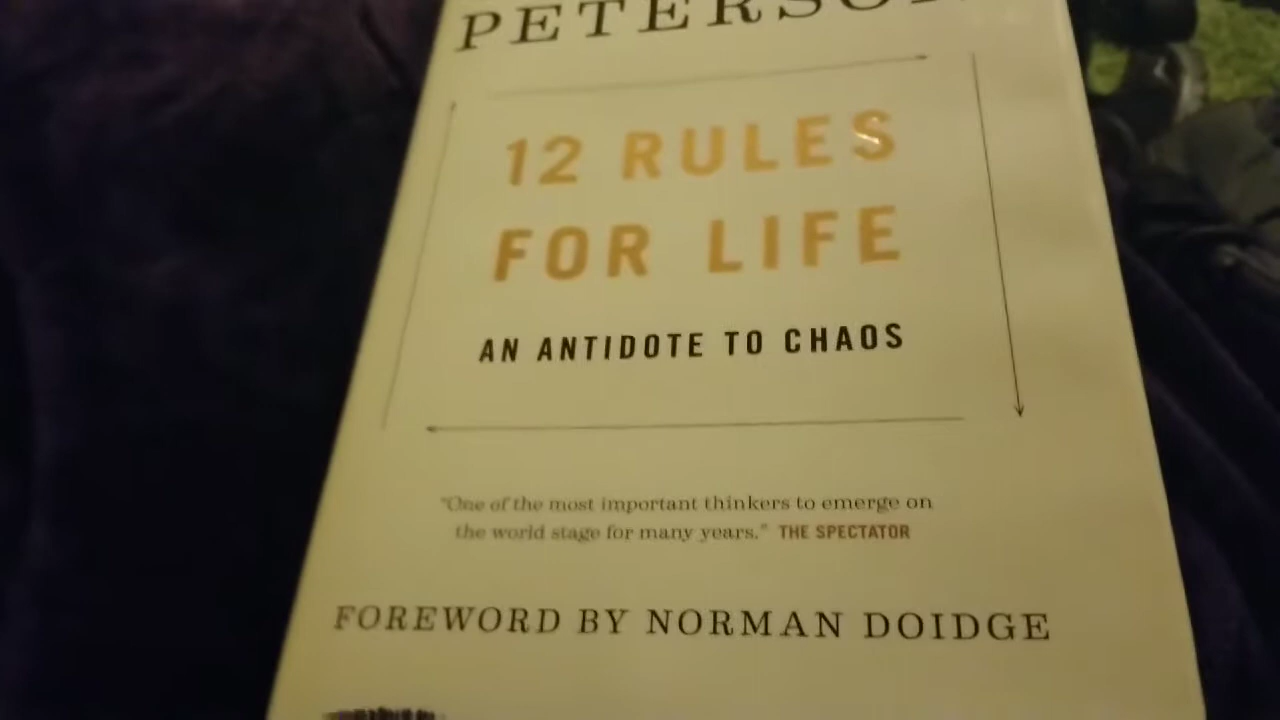 PETERSON
12 RULES
FOR LIFE
AN ANTIDOTE TO CHAOS
"One of the most important thinkers to emerge on
the world stage for many years." THE SPECTATOR
FOREWORD BY NORMAN DOIDGE